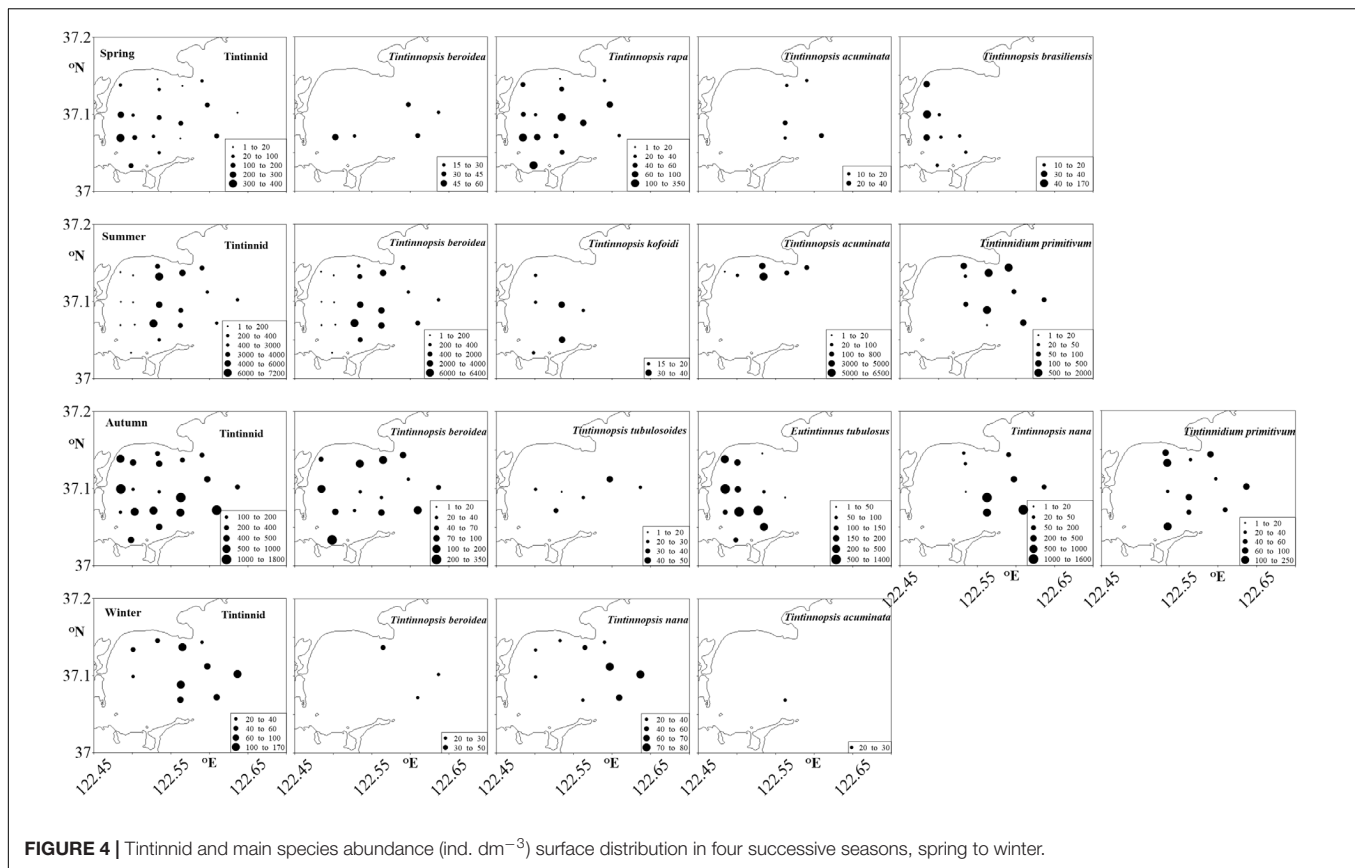 37.2
Spring
Tintinnid
°N
37.1
37
1 to 20
20 to 100
100 to 200
200 to 300
300 to 400
Tintinnopsis beroidea
15 to 30
30 to 45
45 to 60
Tintinnopsis rapa
1 to 20
20 to 40
40 to 60
60 to 100
100 to 350
Tintinnopsis acuminata
10 to 20
20 to 40
Tintinnopsis brasiliensis
10 to 20
30 to 40
40 to 170
37.2
Summer
Tintinnid
°N
37.1
37
1 to 200
200 to 400
400 to 3000
3000 to 4000
4000 to 6000
6000 to 7200
Tintinnopsis beroidea
1 to 200
200 to 400
400 to 2000
2000 to 4000
6000 to 6400
Tintinnopsis kofoidi
15 to 20
30 to 40
Tintinnopsis acuminata
1 to 20
20 to 100
100 to 800
3000 to 5000
5000 to 6500
Tintinnidium primitivum
1 to 20
20 to 50
50 to 100
100 to 500
500 to 2000
37.2
Autumn
Tintinnid
°N
37.1
37
100 to 200
200 to 400
400 to 500
500 to 1000
1000 to 1800
Tintinnopsis beroidea
1 to 20
20 to 40
40 to 70
70 to 100
100 to 200
200 to 350
Tintinnopsis tubulosoides
1 to 20
20 to 30
30 to 40
40 to 50
Eutintinnus tubulosus
1 to 50
50 to 100
100 to 150
150 to 200
200 to 500
500 to 1400
Tintinnopsis nana
1 to 20
20 to 50
50 to 200
200 to 500
500 to 1000
1000 to 1600
122.45
122.55
°E
122.65
Tintinnidium primitivum
1 to 20
20 to 40
40 to 60
60 to 100
100 to 250
122.45
122.55
°E
122.65
37.2
Winter
Tintinnid
°N
37.1
37
20 to 40
40 to 60
60 to 100
100 to 170
122.45
122.55
°E
122.65
Tintinnopsis beroidea
20 to 30
30 to 50
122.45
122.55
°E
122.65
Tintinnopsis nana
20 to 40
40 to 60
60 to 70
70 to 80
122.45
122.55
°E
122.65
Tintinnopsis acuminata
20 to 30
122.45
122.55
°E
122.65
FIGURE 4 | Tintinnid and main species abundance (ind. dm−3) surface distribution in four successive seasons, spring to winter.